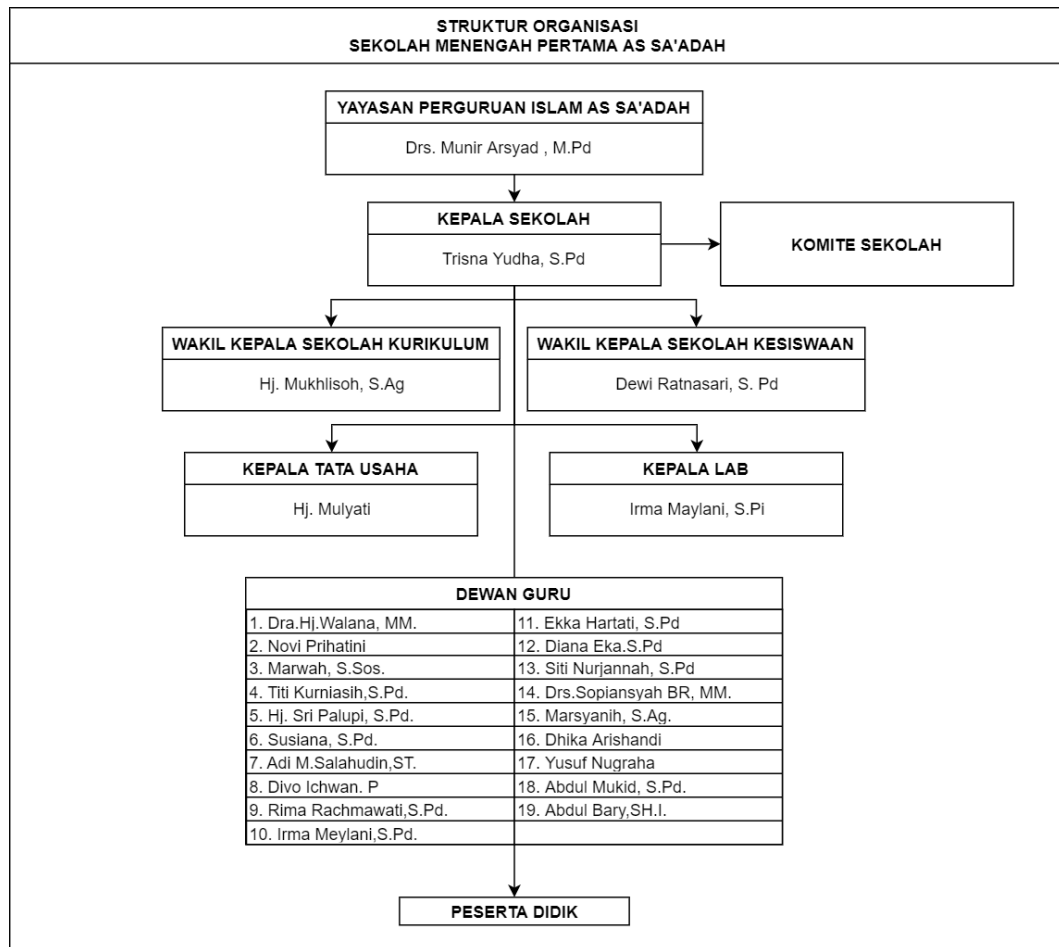 STRUKTUR ORGANISASI
SEKOLAH MENENGAH PERTAMA AS SA'ADAH
YAYASAN PERGURUAN ISLAM AS SA'ADAH
Drs. Munir Arsyad , M.Pd
KEPALA SEKOLAH
Trisna Yudha, S.Pd
KOMITE SEKOLAH
WAKIL KEPALA SEKOLAH KURIKULUM
Hj. Mukhlisoh, S.Ag
WAKIL KEPALA SEKOLAH KESISWAAN
Dewi Ratnasari, S. Pd
KEPALA TATA USAHA
Hj. Mulyati
KEPALA LAB
Irma Maylani, S.Pi
DEWAN GURU
1. Dra.Hj.Walana, MM.
2. Novi Prihatini
3. Marwah, S.Sos.
4. Titi Kurniasih,S.Pd.
5. Hj. Sri Palupi, S.Pd.
6. Susiana, S.Pd.
7. Adi M.Salahudin,ST.
8. Divo Ichwan. P
9. Rima Rachmawati,S.Pd.
10. Irma Meylani,S.Pd.
11. Ekka Hartati, S.Pd
12. Diana Eka.S.Pd
13. Siti Nurjannah, S.Pd
14. Drs.Sopiansyah BR, MM.
15. Marsyanih, S.Ag.
16. Dhika Arishandi
17. Yusuf Nugraha
18. Abdul Mukid, S.Pd.
19. Abdul Bary,SH.I.
PESERTA DIDIK